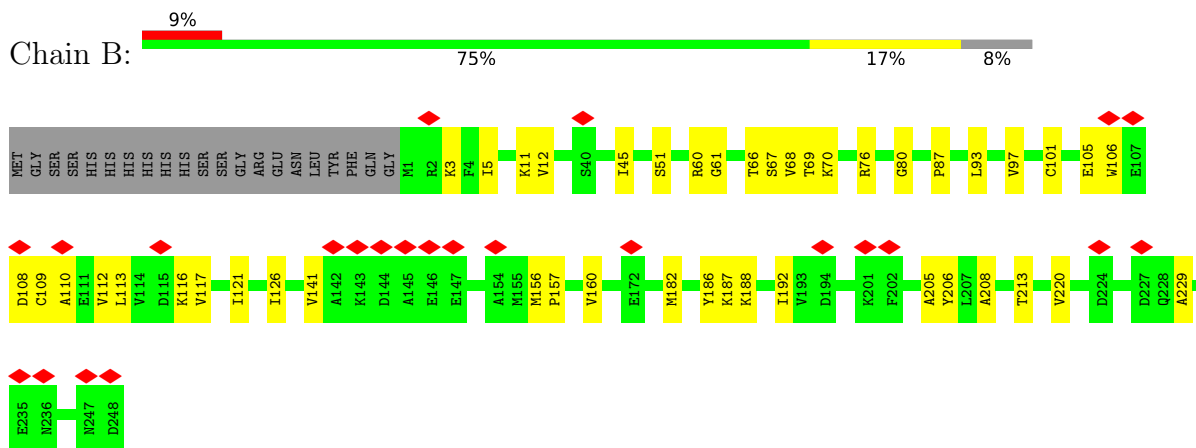 9%
Chain B:
75% 17% 8%
MET GLY SER SER HIS HIS HIS HIS HIS HIS SER SER GLY ARG GLU ASN LEU TYR PHE GLN GLY M1 R2 K3 F4 I5 K11 V12 S40 I45 S51 R60 G61 T66 S67 V68 T69 K70 R76 G80 P87 L93 V97 C101 E105 W106 E107
D108 C109 A110 E111 V112 L113 V114 D115 K116 V117 I121 I126 V141 A142 K143 D144 A145 E146 E147 A154 M155 M156 P157 V160 E172 M182 Y186 K187 K188 I192 V193 D194 K201 F202 A205 Y206 L207 A208 T213 V220 D224 D227 Q228 A229
E235 N236 N247 D248